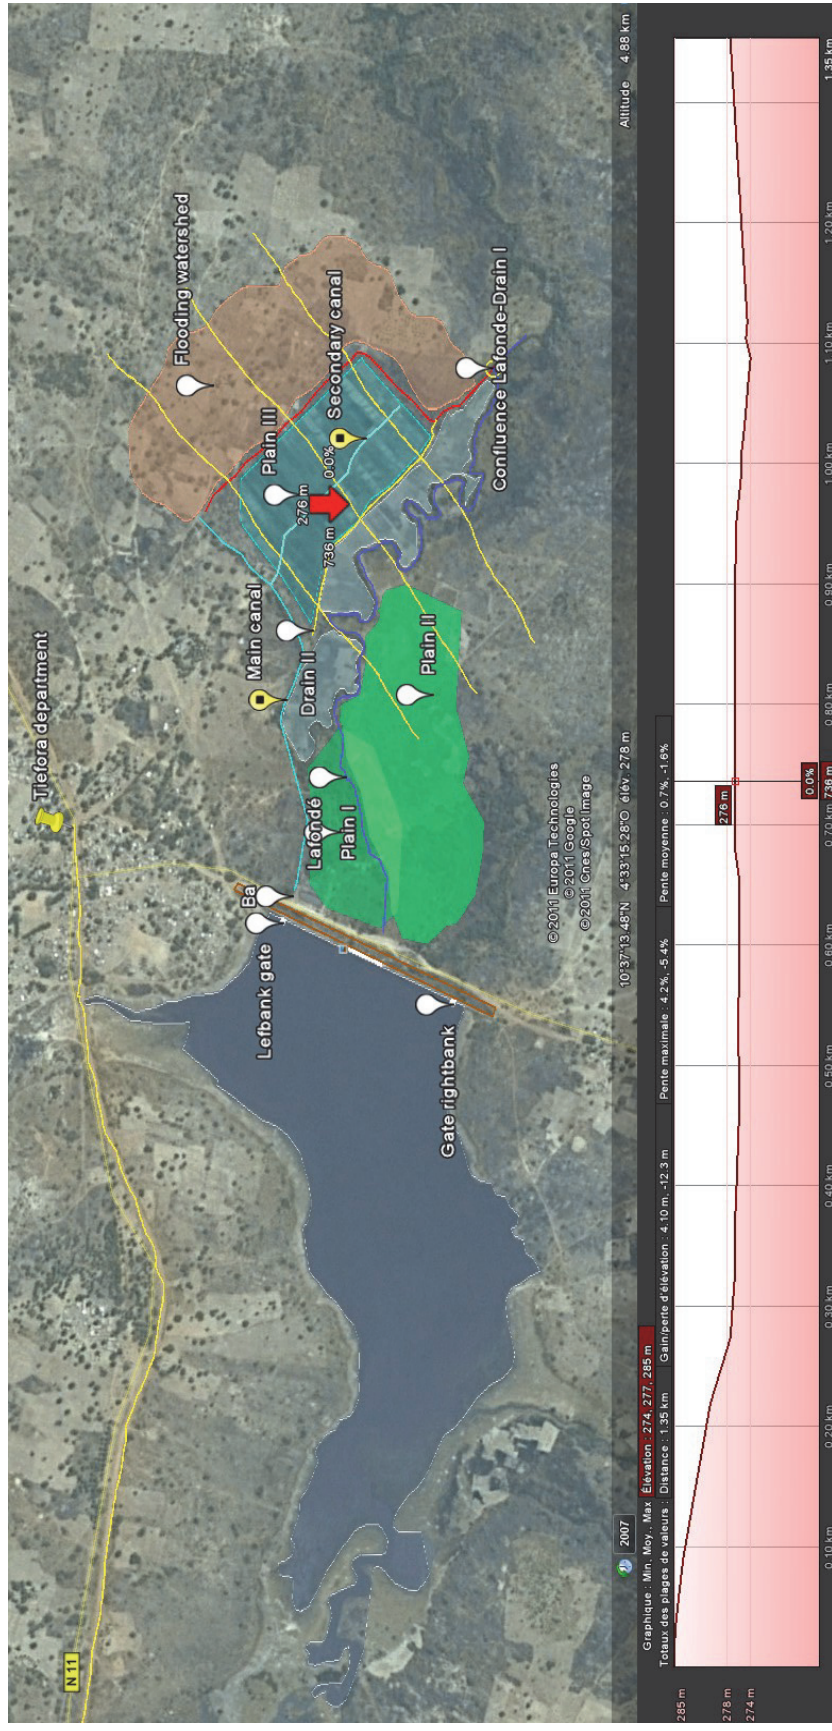 N 11
Tiefora department
Flooding watershed
Main canal
Plain III
276 m
0.0%
736 m
Secondary canal
Drain II
Ba
Lefbank gate
Lafondé
Plain I
Plain II
Gate rightbank
Confluence Lafonde-Drain I
© 2011 Europa Technologies
© 2011 Google
© 2011 Cnes/Spot Image
2007
10°37'13.48"N 4°33'15.28"O élév. 278 m
Altitude 4.88 km
Graphique : Min, Moy., Max Élévation : 274, 277, 285 m
Totaux des plages de valeurs : Distance : 1.35 km Gain/perte d'élévation : 4.10 m, -12.3 m Pente maximale : 4.2%, -5.4% Pente moyenne : 0.7%, -1.6%
285 m
278 m
274 m
276 m
0.0%
736 m
0.10 km 0.20 km 0.30 km 0.40 km 0.50 km 0.60 km 0.70 km 0.80 km 0.90 km 1.00 km 1.10 km 1.20 km 1.35 km